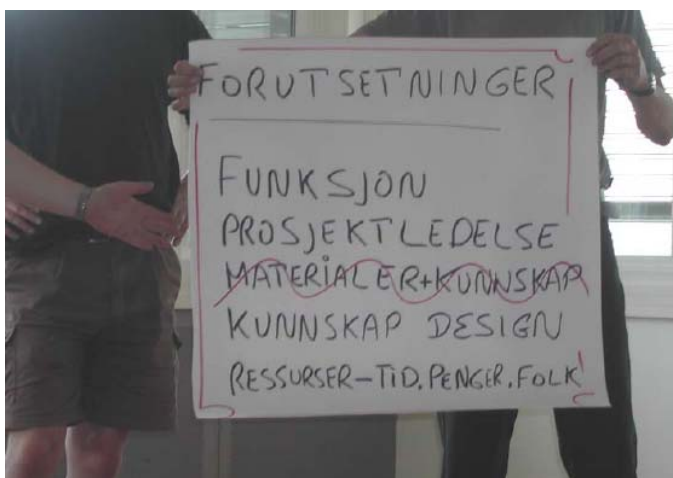 FORUTSETNINGER
FUNKSJON
PROSJEKTLEDELSE
MATERIALER+KUNNSKAP
KUNNSKAP DESIGN
RESSURSER-TiD.PENGER.FOLK!